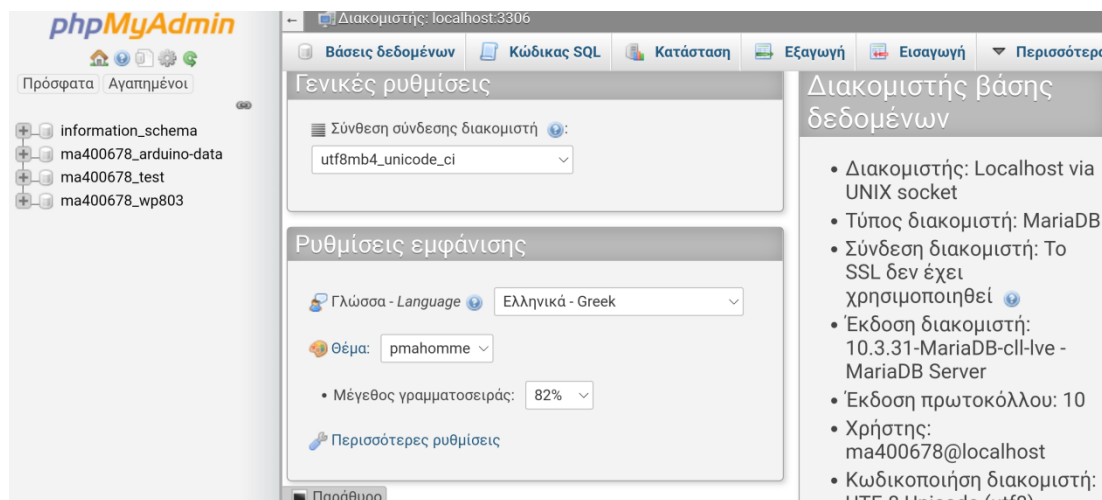 phpMyAdmin
Πρόσφατα Αγαπημένοι
information_schema
ma400678_arduino-data
ma400678_test
ma400678_wp803
Διακομιστής: localhost:3306
Βάσεις δεδομένων Κώδικας SQL Κατάσταση Εξαγωγή Εισαγωγή
Γενικές ρυθμίσεις
Σύνθεση σύνδεσης διακομιστή :
utf8mb4_unicode_ci
Ρυθμίσεις εμφάνισης
Γλώσσα - Language Ελληνικά - Greek
Θέμα: pmahomme
• Μέγεθος γραμματοσειράς: 82%
Περισσότερες ρυθμίσεις
Παράθυρο
Διακομιστής βάσης
δεδομένων
• Διακομιστής: Localhost via
UNIX socket
• Τύπος διακομιστή: MariaDB
• Σύνδεση διακομιστή: Το
SSL δεν έχει
χρησιμοποιηθεί
• Έκδοση διακομιστή:
10.3.31-MariaDB-cll-lve -
MariaDB Server
• Έκδοση πρωτοκόλλου: 10
• Χρήστης:
ma400678@localhost
• Κωδικοποιήση διακομιστή: